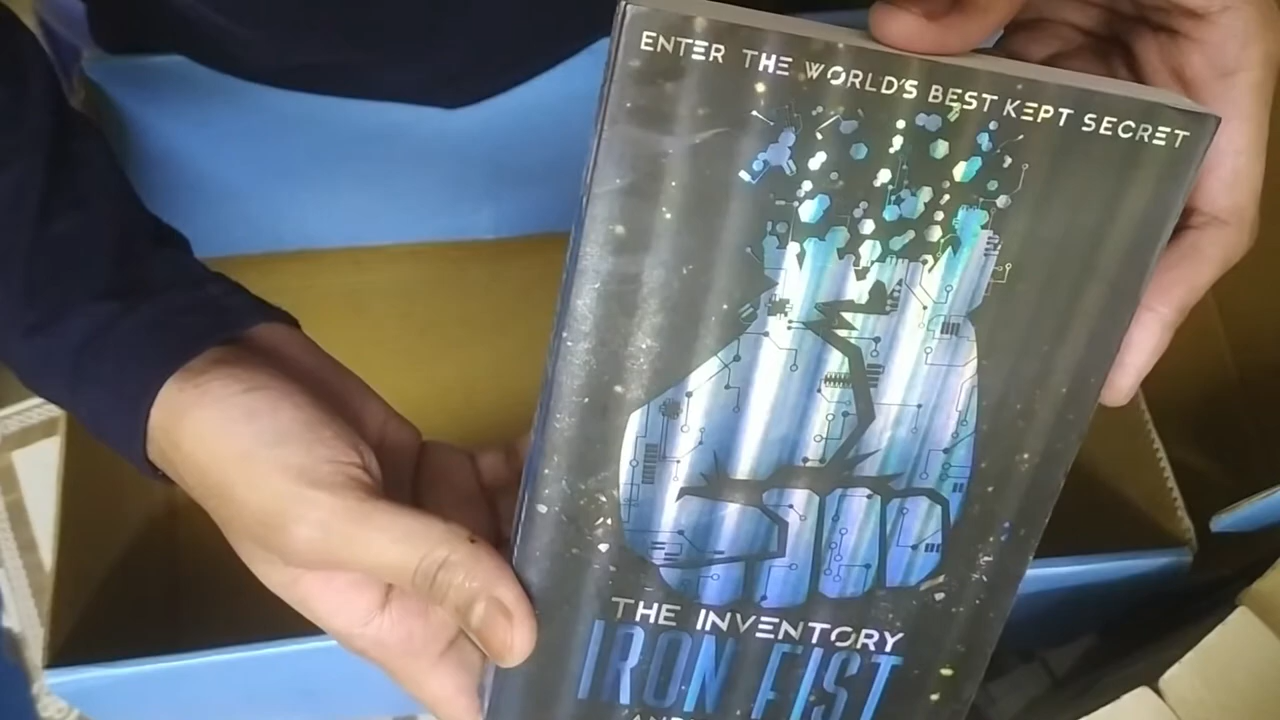 ENTER THE WORLD'S BEST KEPT SECRET
THE INVENTORY
IRON FIST